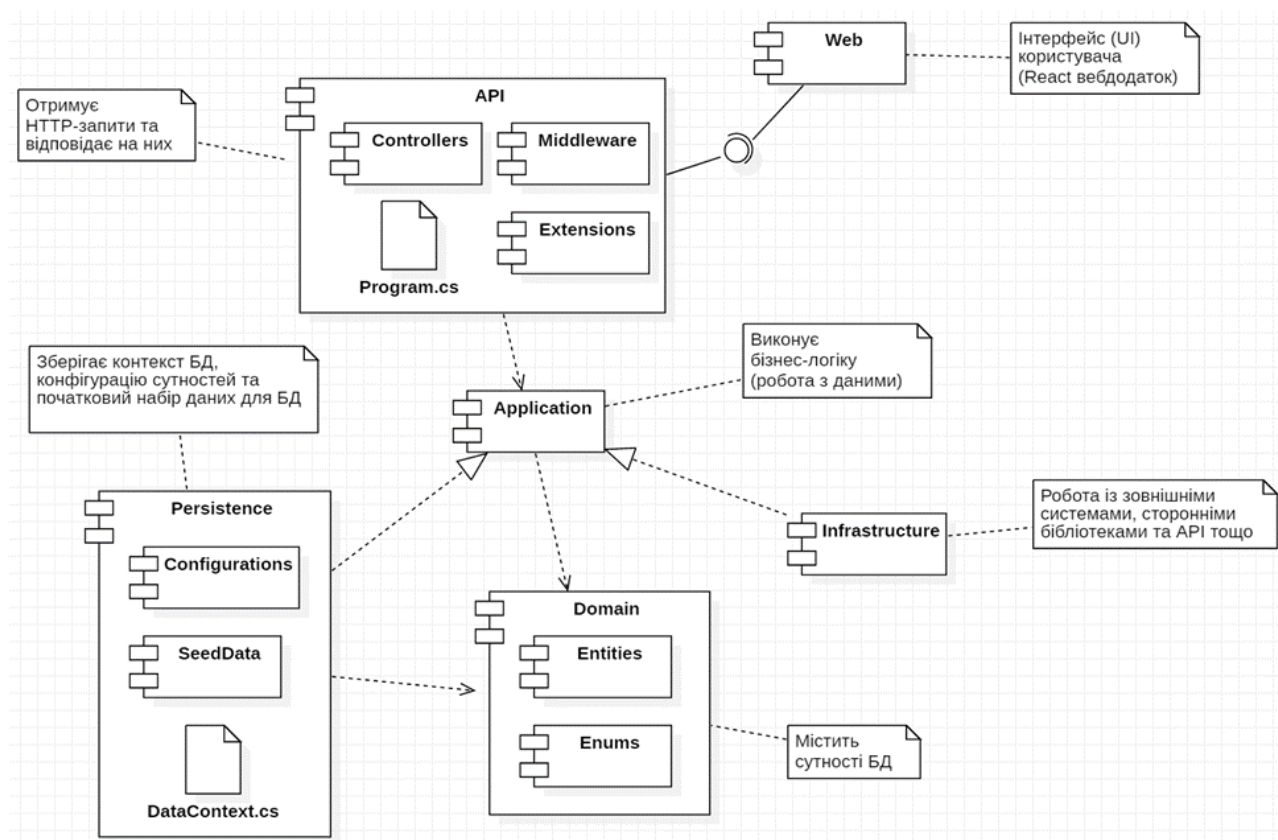 Web
Інтерфейс (UI)
користувача
(React вебдодаток)
API
Отримує
HTTP-запити та
відповідає на них
Controllers
Middleware
Extensions
Program.cs
Зберігає контекст БД,
конфігурацію сутностей та
початковий набір даних для БД
Виконує
бізнес-логіку
(робота з даними)
Application
Persistence
Configurations
SeedData
DataContext.cs
Infrastructure
Робота із зовнішніми
системами, сторонніми
бібліотеками та API тощо
Domain
Entities
Enums
Містить
сутності БД